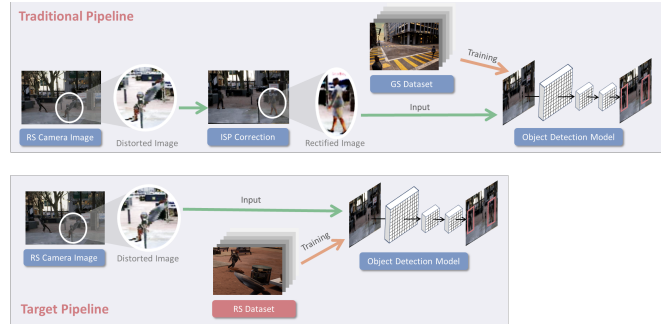 Traditional Pipeline
Training
GS Dataset
Input
RS Camera Image
Distorted Image
ISP Correction
Rectified Image
Object Detection Model
Input
Training
RS Camera Image
Distorted Image
Object Detection Model
RS Dataset
Target Pipeline